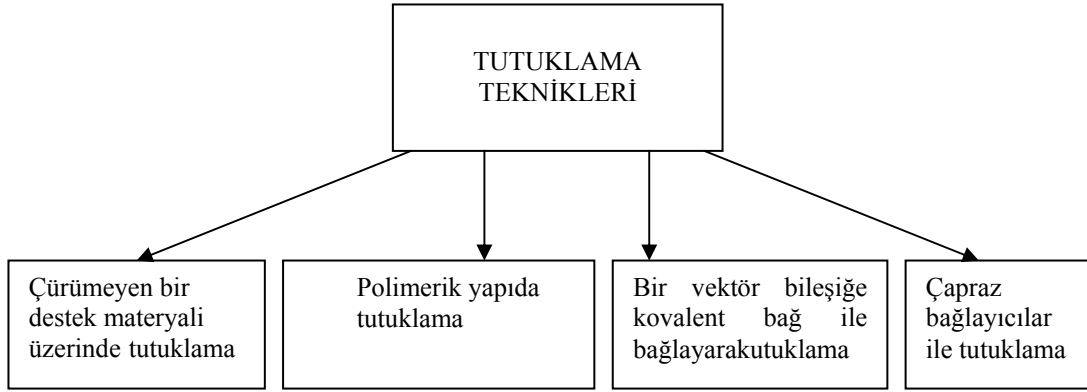 TUTUKLAMA
TEKNİKLERİ
Çürümeyen bir
destek materyali
üzerinde tutuklama
Polimerik yapıda
tutuklama
Bir vektör bileşiğe
kovalent bağ ile
bağlayarakutuklama
Çapraz
bağlayıcılar
ile tutuklama